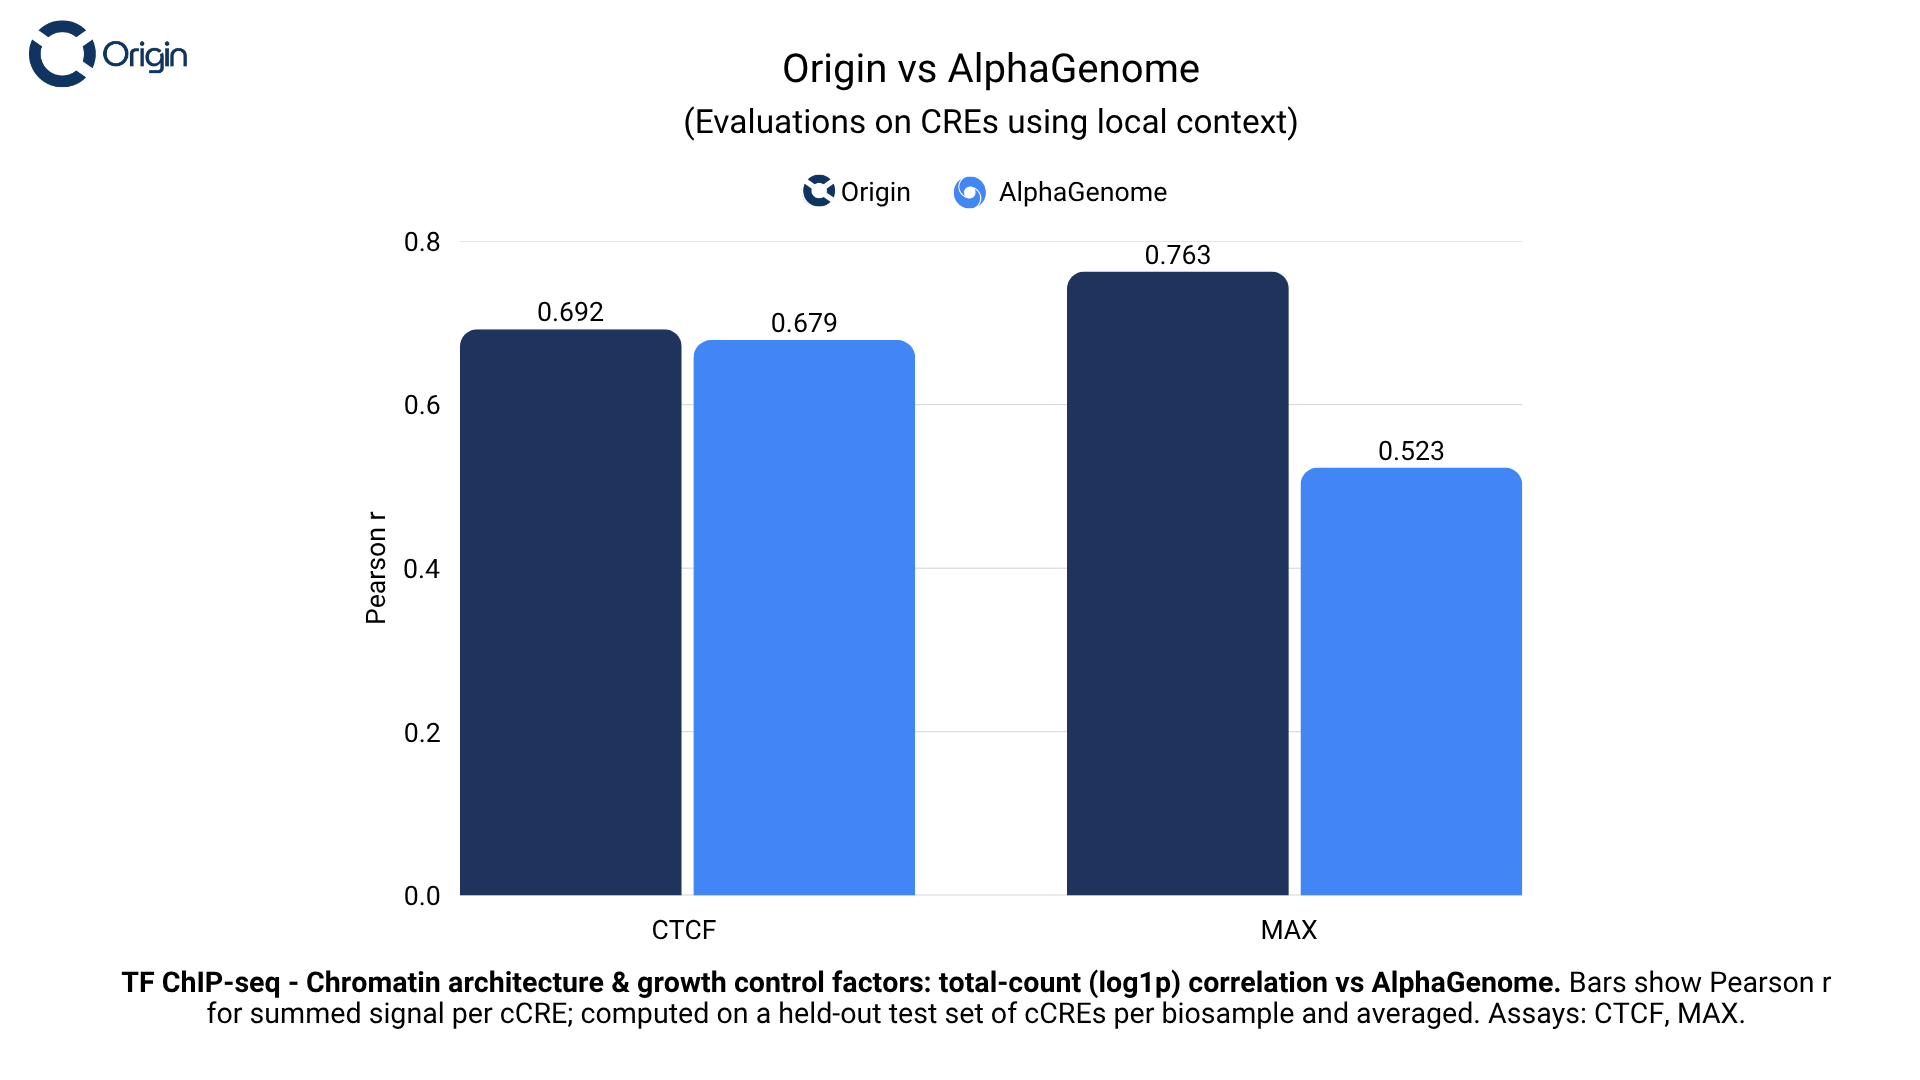 Origin
Origin vs AlphaGenome
(Evaluations on CREs using local context)
Origin AlphaGenome
0.8
0.763
0.692
0.679
0.6
0.523
Pearson r
0.4
0.2
0.0
CTCF MAX
TF ChIP-seq - Chromatin architecture & growth control factors: total-count (log1p) correlation vs AlphaGenome. Bars show Pearson r
for summed signal per cCRE; computed on a held-out test set of cCREs per biosample and averaged. Assays: CTCF, MAX.